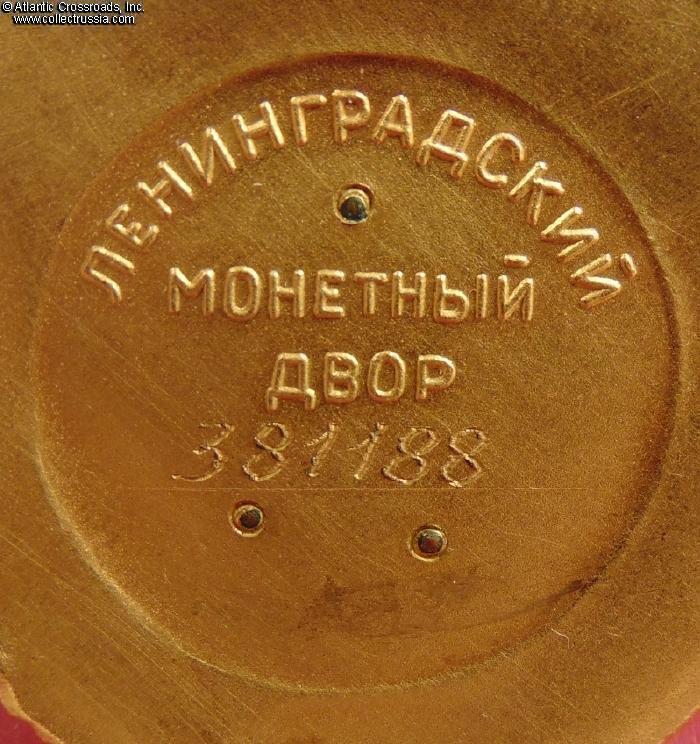 © Atlantic Crossroads, Inc.
www.collectrussia.com
ЛЕНИНГРАДСКИЙ
МОНЕТНЫЙ
ДВОР
381188